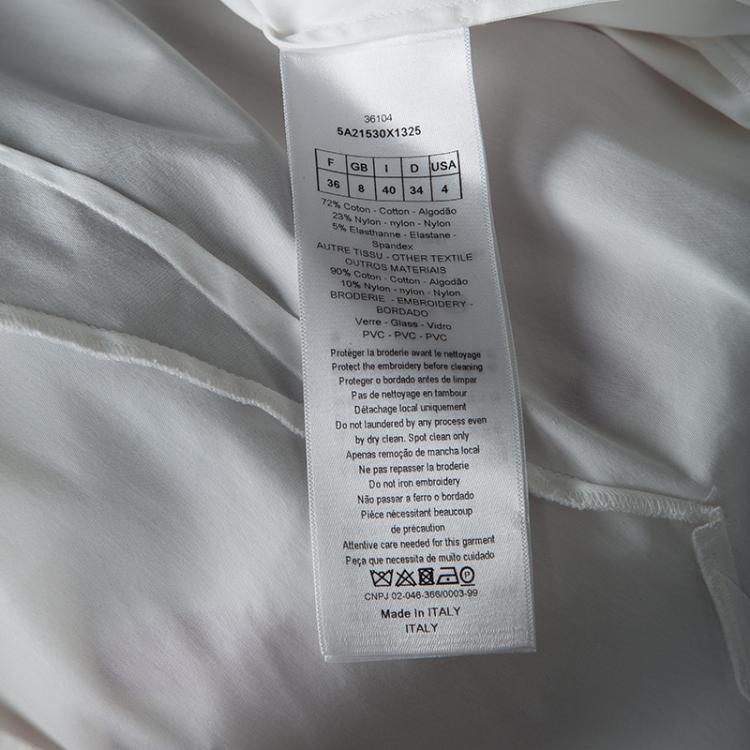 36104
5A21530X1325
F GB I D USA
36 8 40 34 4
72% Coton - Cotton - Algodão
23% Nylon - nylon - Nylon
5% Elasthanne - Elastane -
Spandex
AUTRE TISSU - OTHER TEXTILE
OUTROS MATERIAIS
90% Coton - Cotton - Algodão
10% Nylon - nylon - Nylon
BRODERIE - EMBROIDERY -
BORDADO
Verre - Glass - Vidro
PVC - PVC - PVC
Protéger la broderie avant le nettoyage
Protect the embroidery before cleaning
Proteger o bordado antes de limpar
Pas de nettoyage en tambour
Détachage local uniquement
Do not laundered by any process even
by dry clean. Spot clean only
Apenas remoção de mancha local
Ne pas repasser la broderie
Do not iron embroidery
Não passar a ferro o bordado
Pièce nécessitant beaucoup
de précaution
Attentive care needed for this garment
Peça que necessita de muito cuidado
P
CNPJ 02-046-366/0003-99
Made in ITALY
ITALY